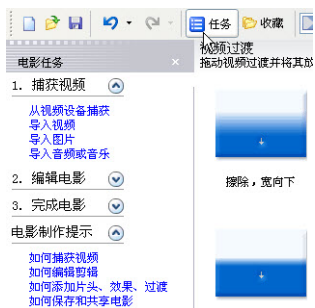 任务 收藏
视频过渡
电影任务 ×
拖动视频过渡并将其放
1. 捕获视频
从视频设备捕获
导入视频
导入图片
导入音频或音乐
2. 编辑电影
擦除，宽向下
3. 完成电影
电影制作提示
如何捕获视频
如何编辑剪辑
如何添加片头、效果、过渡
如何保存和共享电影